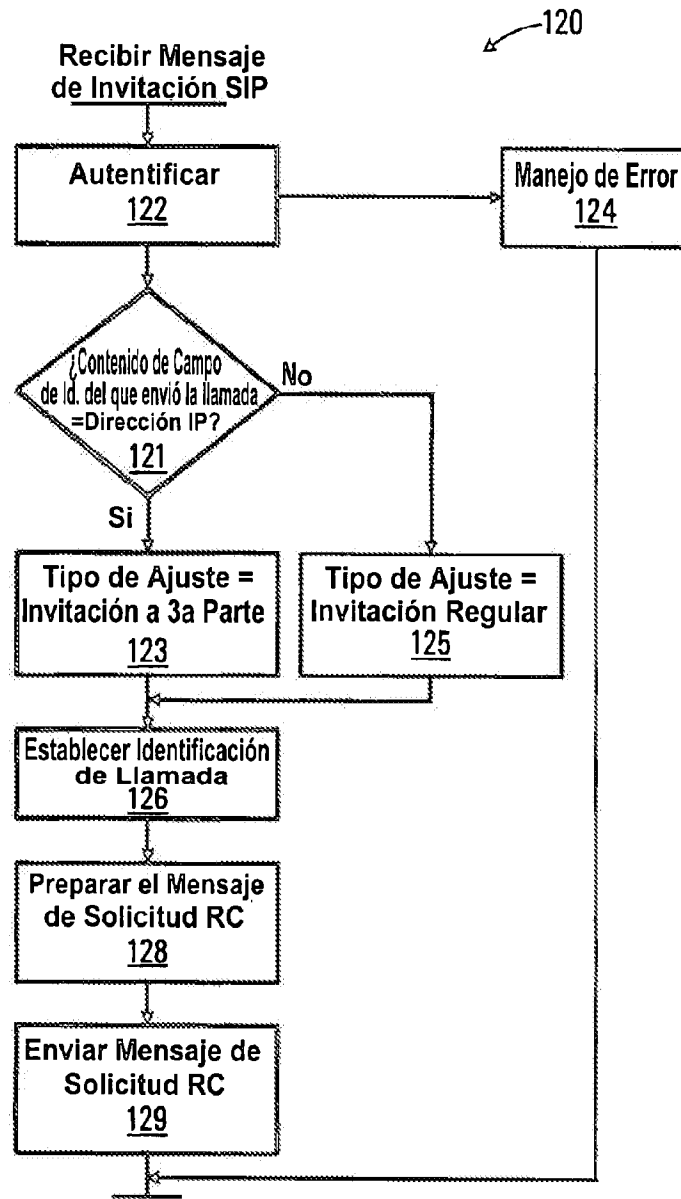 120
Recibir Mensaje
de Invitación SIP
Autentificar
122
Manejo de Error
124
¿Contenido de Campo
de Id. del que envió la llamada
=Dirección IP?
121
No
Si
Tipo de Ajuste =
Invitación a 3a Parte
123
Tipo de Ajuste =
Invitación Regular
125
Establecer Identificación
de Llamada
126
Preparar el Mensaje
de Solicitud RC
128
Enviar Mensaje de
Solicitud RC
129